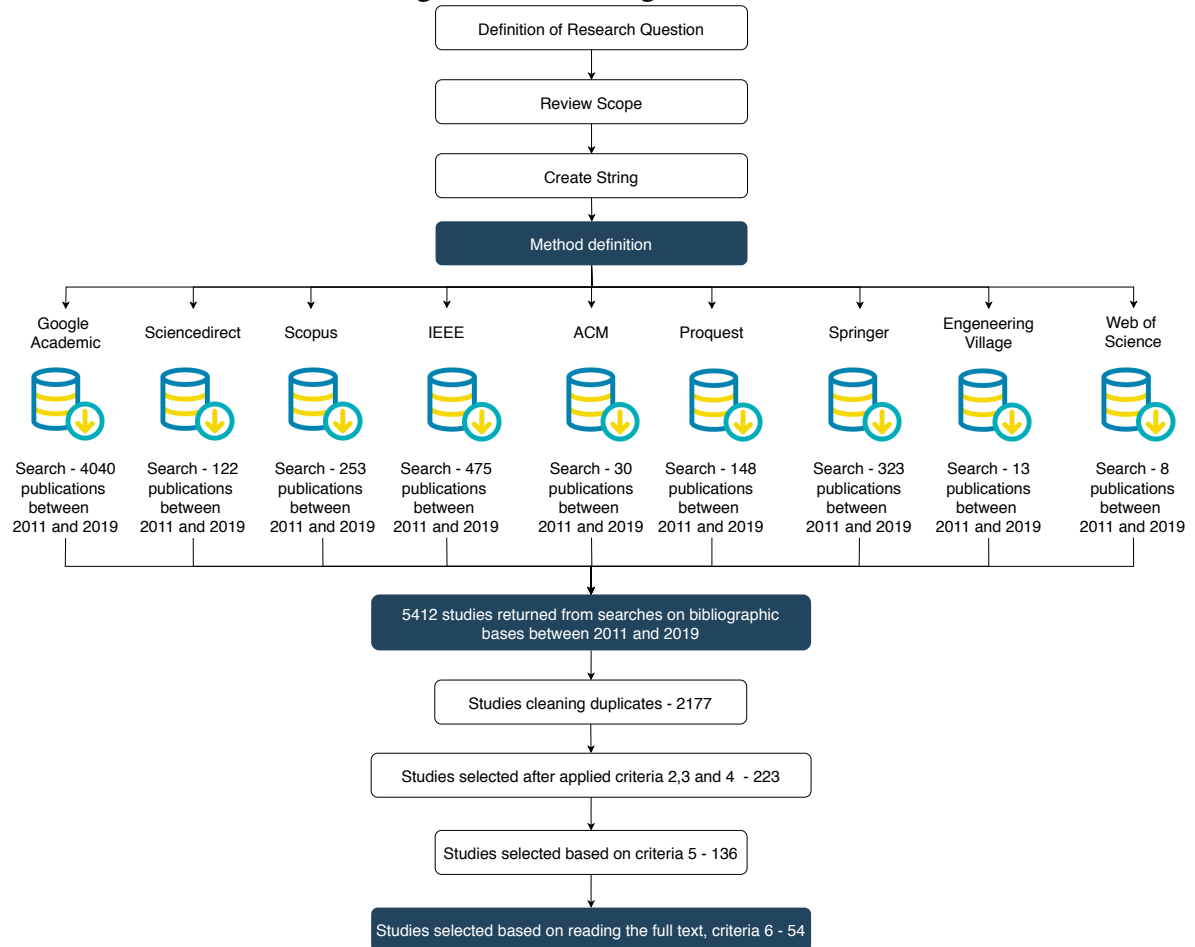 Definition of Research Question
Review Scope
Create String
Method definition
Google
Academic
Sciencedirect
Scopus
IEEE
ACM
Proquest
Springer
Engeneering
Village
Web of
Science
Search - 4040
publications
between
2011 and 2019
Search - 122
publications
between
2011 and 2019
Search - 253
publications
between
2011 and 2019
Search - 475
publications
between
2011 and 2019
Search - 30
publications
between
2011 and 2019
Search - 148
publications
between
2011 and 2019
Search - 323
publications
between
2011 and 2019
Search - 13
publications
between
2011 and 2019
Search - 8
publications
between
2011 and 2019
5412 studies returned from searches on bibliographic
bases between 2011 and 2019
Studies cleaning duplicates - 2177
Studies selected after applied criteria 2,3 and 4 - 223
Studies selected based on criteria 5 - 136
Studies selected based on reading the full text, criteria 6 - 54